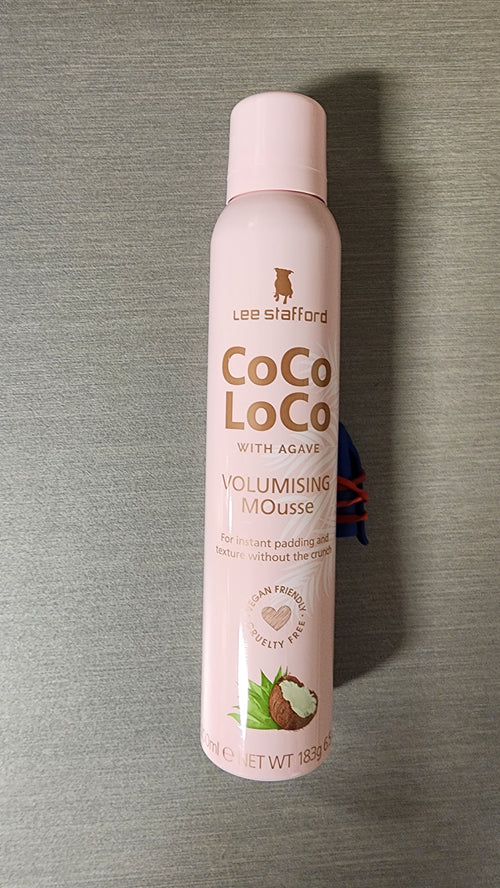 Lee Stafford
CoCo
LoCo
WITH AGAVE
VOLUMISING
MOusse
For instant padding and
texture without the crunch
VEGAN FRIENDLY
CRUELTY FREE
ml e NET WT 183g